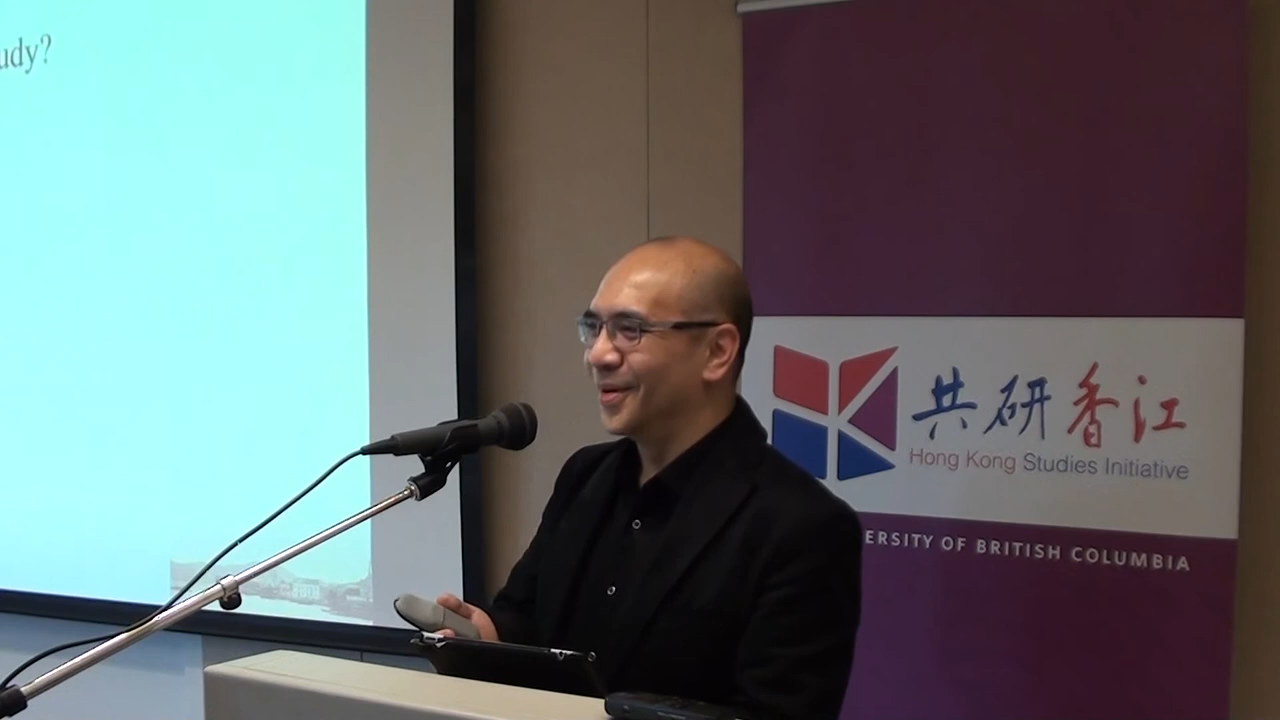 udy?
共研香江
Hong Kong Studies Initiative
ERSITY OF BRITISH COLUMBIA